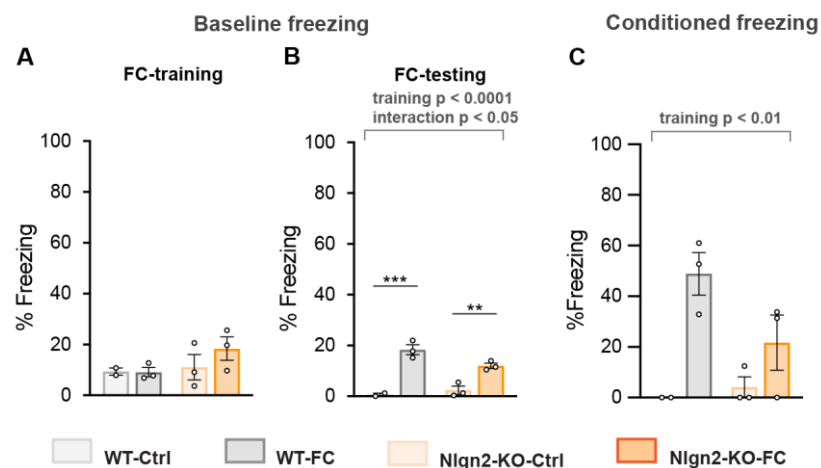 Baseline freezing
Conditioned freezing
A
FC-training
% Freezing
100
80
60
40
20
0
B
FC-testing
training p < 0.0001
interaction p < 0.05
% Freezing
100
80
60
40
20
0
***
**
C
training p < 0.01
%Freezing
100
80
60
40
20
0
WT-Ctrl
WT-FC
Nlgn2-KO-Ctrl
Nlgn2-KO-FC